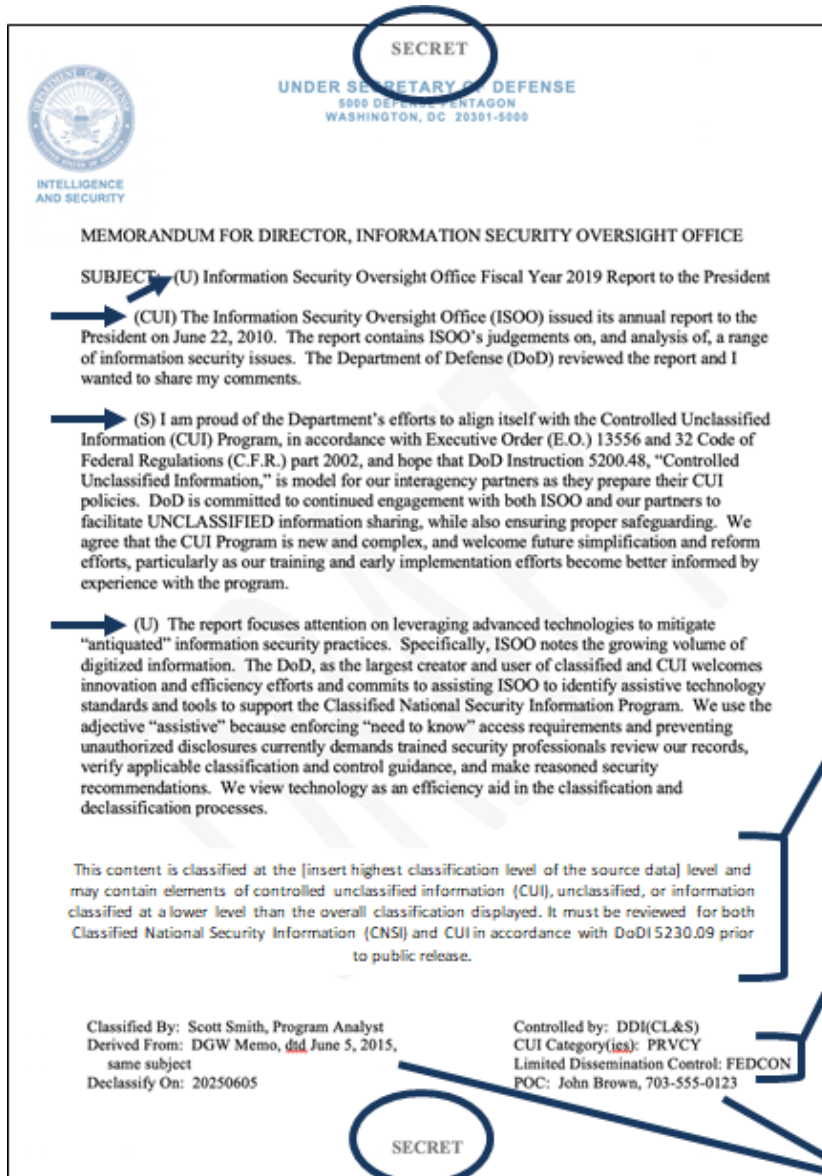 SECRET
UNDER SECRETARY OF DEFENSE
5000 DEFENSE PENTAGON
WASHINGTON, DC 20301-5000
INTELLIGENCE
AND SECURITY
MEMORANDUM FOR DIRECTOR, INFORMATION SECURITY OVERSIGHT OFFICE
SUBJECT: (U) Information Security Oversight Office Fiscal Year 2019 Report to the President
(CUI) The Information Security Oversight Office (ISOO) issued its annual report to the
President on June 22, 2010. The report contains ISOO's judgements on, and analysis of, a range
of information security issues. The Department of Defense (DoD) reviewed the report and I
wanted to share my comments.
(S) I am proud of the Department's efforts to align itself with the Controlled Unclassified
Information (CUI) Program, in accordance with Executive Order (E.O.) 13556 and 32 Code of
Federal Regulations (C.F.R.) part 2002, and hope that DoD Instruction 5200.48, "Controlled
Unclassified Information," is model for our interagency partners as they prepare their CUI
policies. DoD is committed to continued engagement with both ISOO and our partners to
facilitate UNCLASSIFIED information sharing, while also ensuring proper safeguarding. We
agree that the CUI Program is new and complex, and welcome future simplification and reform
efforts, particularly as our training and early implementation efforts become better informed by
experience with the program.
(U) The report focuses attention on leveraging advanced technologies to mitigate
"antiquated" information security practices. Specifically, ISOO notes the growing volume of
digitized information. The DoD, as the largest creator and user of classified and CUI welcomes
innovation and efficiency efforts and commits to assisting ISOO to identify assistive technology
standards and tools to support the Classified National Security Information Program. We use the
adjective "assistive" because enforcing "need to know" access requirements and preventing
unauthorized disclosures currently demands trained security professionals review our records,
verify applicable classification and control guidance, and make reasoned security
recommendations. We view technology as an efficiency aid in the classification and
declassification processes.
This content is classified at the [insert highest classification level of the source data] level and
may contain elements of controlled unclassified information (CUI), unclassified, or information
classified at a lower level than the overall classification displayed. It must be reviewed for both
Classified National Security Information (CNSI) and CUI in accordance with DoDI 5230.09 prior
to public release.
Classified By: Scott Smith, Program Analyst
Derived From: DGW Memo, dtd June 5, 2015,
same subject
Declassify On: 20250605
Controlled by: DDI(CL&S)
CUI Category(ies): PRVCY
Limited Dissemination Control: FEDCON
POC: John Brown, 703-555-0123
SECRET